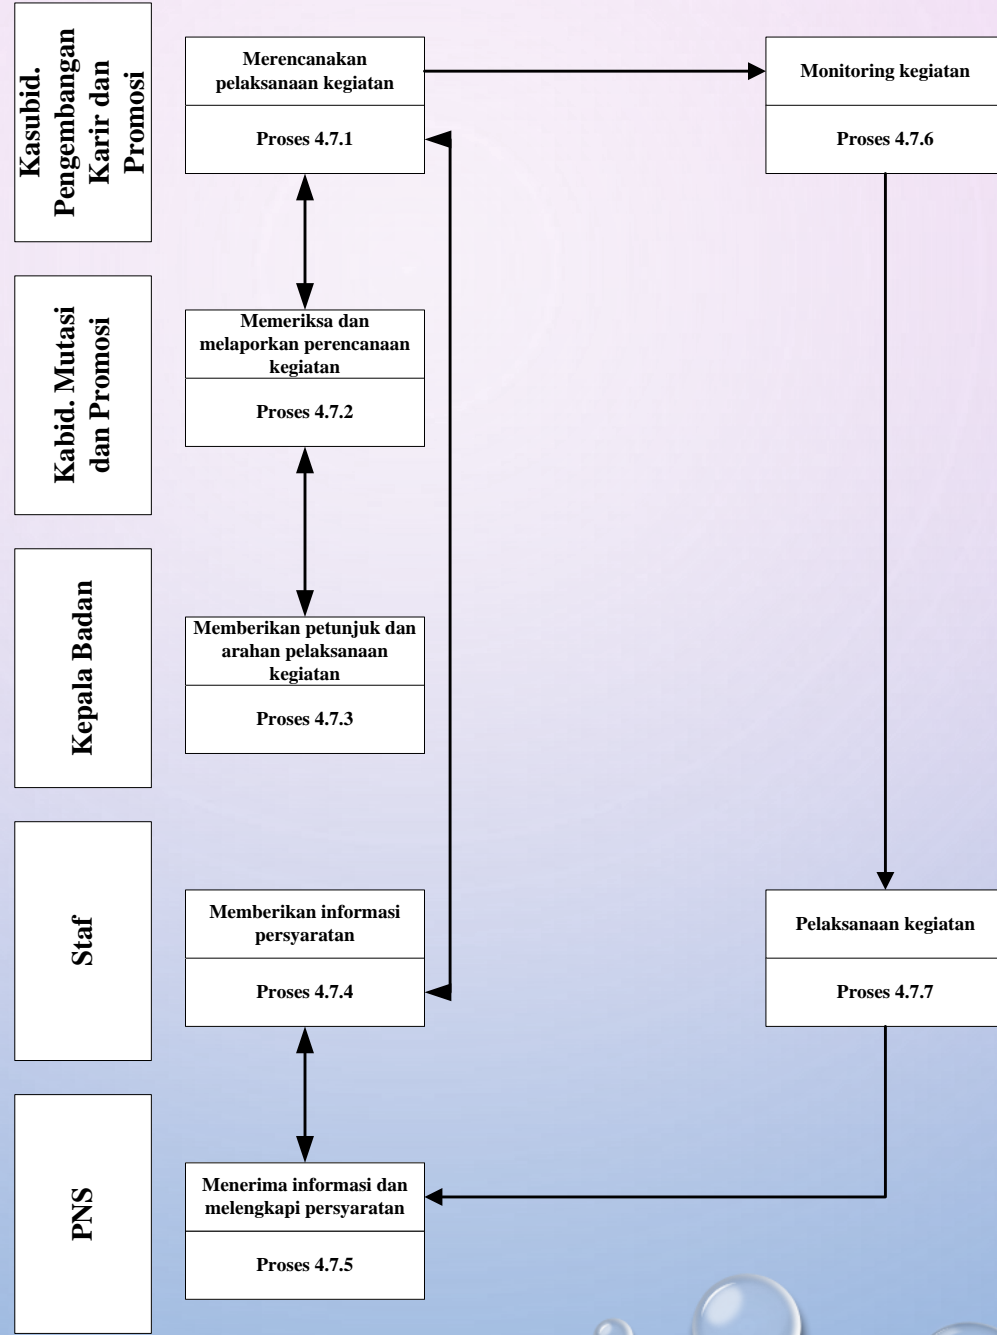 Kasubid.
Pengembangan
Karir dan
Promosi
Merencanakan
pelaksanaan kegiatan
Proses 4.7.1
Monitoring kegiatan
Proses 4.7.6
Kabid. Mutasi
dan Promosi
Memeriksa dan
melaporkan perencanaan
kegiatan
Proses 4.7.2
Kepala Badan
Memberikan petunjuk dan
arahan pelaksanaan
kegiatan
Proses 4.7.3
Staf
Memberikan informasi
persyaratan
Proses 4.7.4
Pelaksanaan kegiatan
Proses 4.7.7
PNS
Menerima informasi dan
melengkapi persyaratan
Proses 4.7.5